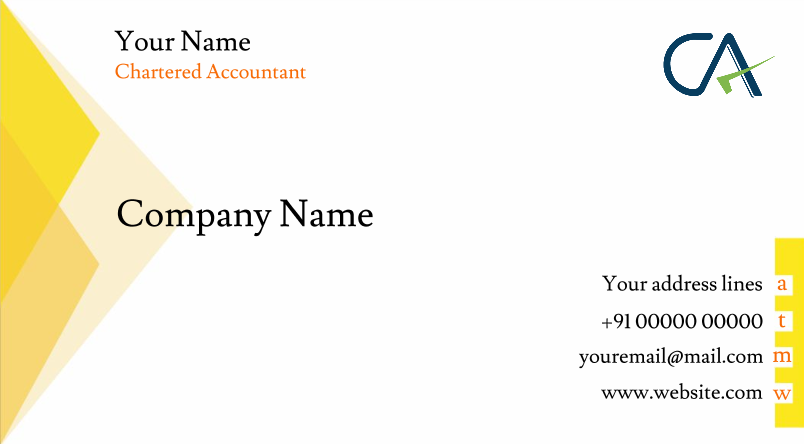 Your Name
Chartered Accountant
CA
Company Name
Your address lines a
+91 00000 00000 t
youremail@mail.com m
www.website.com w